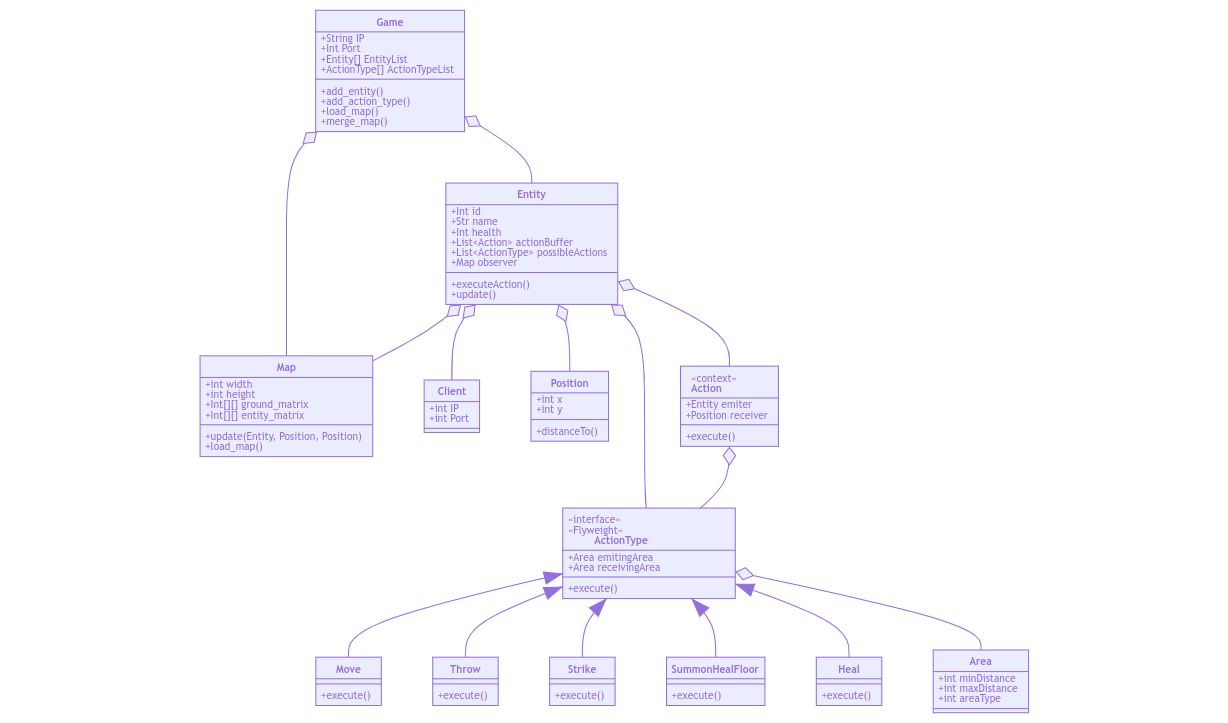 Game
+String IP
+Int Port
+Entity[] EntityList
+ActionType[] ActionTypeList
+add_entity()
+add_action_type()
+load_map()
+merge_map()
Entity
+Int id
+Str name
+Int health
+List<Action> actionBuffer
+List<ActionType> possibleActions
+Map observer
+executeAction()
+update()
Map
+int width
+int height
+Int[][] ground_matrix
+Int[][] entity_matrix
+update(Entity, Position, Position)
+load_map()
Client
+int IP
+int Port
Position
+int x
+int y
+distanceTo()
«context»
Action
+Entity emiter
+Position receiver
+execute()
«interface»
«Flyweight»
ActionType
+Area emitingArea
+Area receivingArea
+execute()
Move
+execute()
Throw
+execute()
Strike
+execute()
SummonHealFloor
+execute()
Heal
+execute()
Area
+int minDistance
+int maxDistance
+int areaType